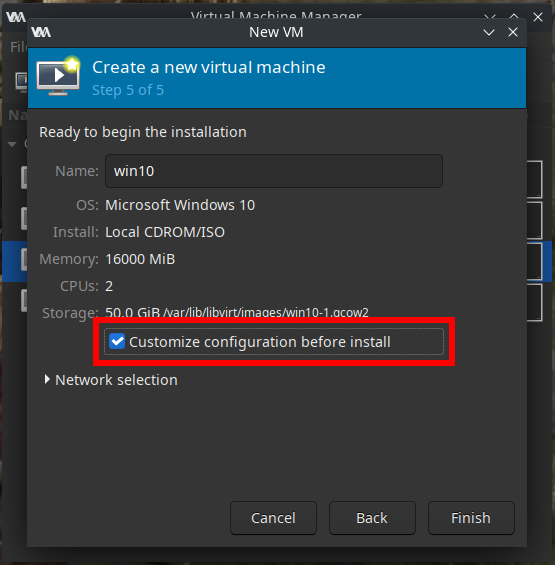 Virtual Machine Manager
New VM
File
Create a new virtual machine
Step 5 of 5
Ready to begin the installation
Name: win10
OS: Microsoft Windows 10
Install: Local CDROM/ISO
Memory: 16000 MiB
CPUs: 2
Storage: 50.0 GiB /var/lib/libvirt/images/win10-1.qcow2
Customize configuration before install
Network selection
Cancel Back Finish